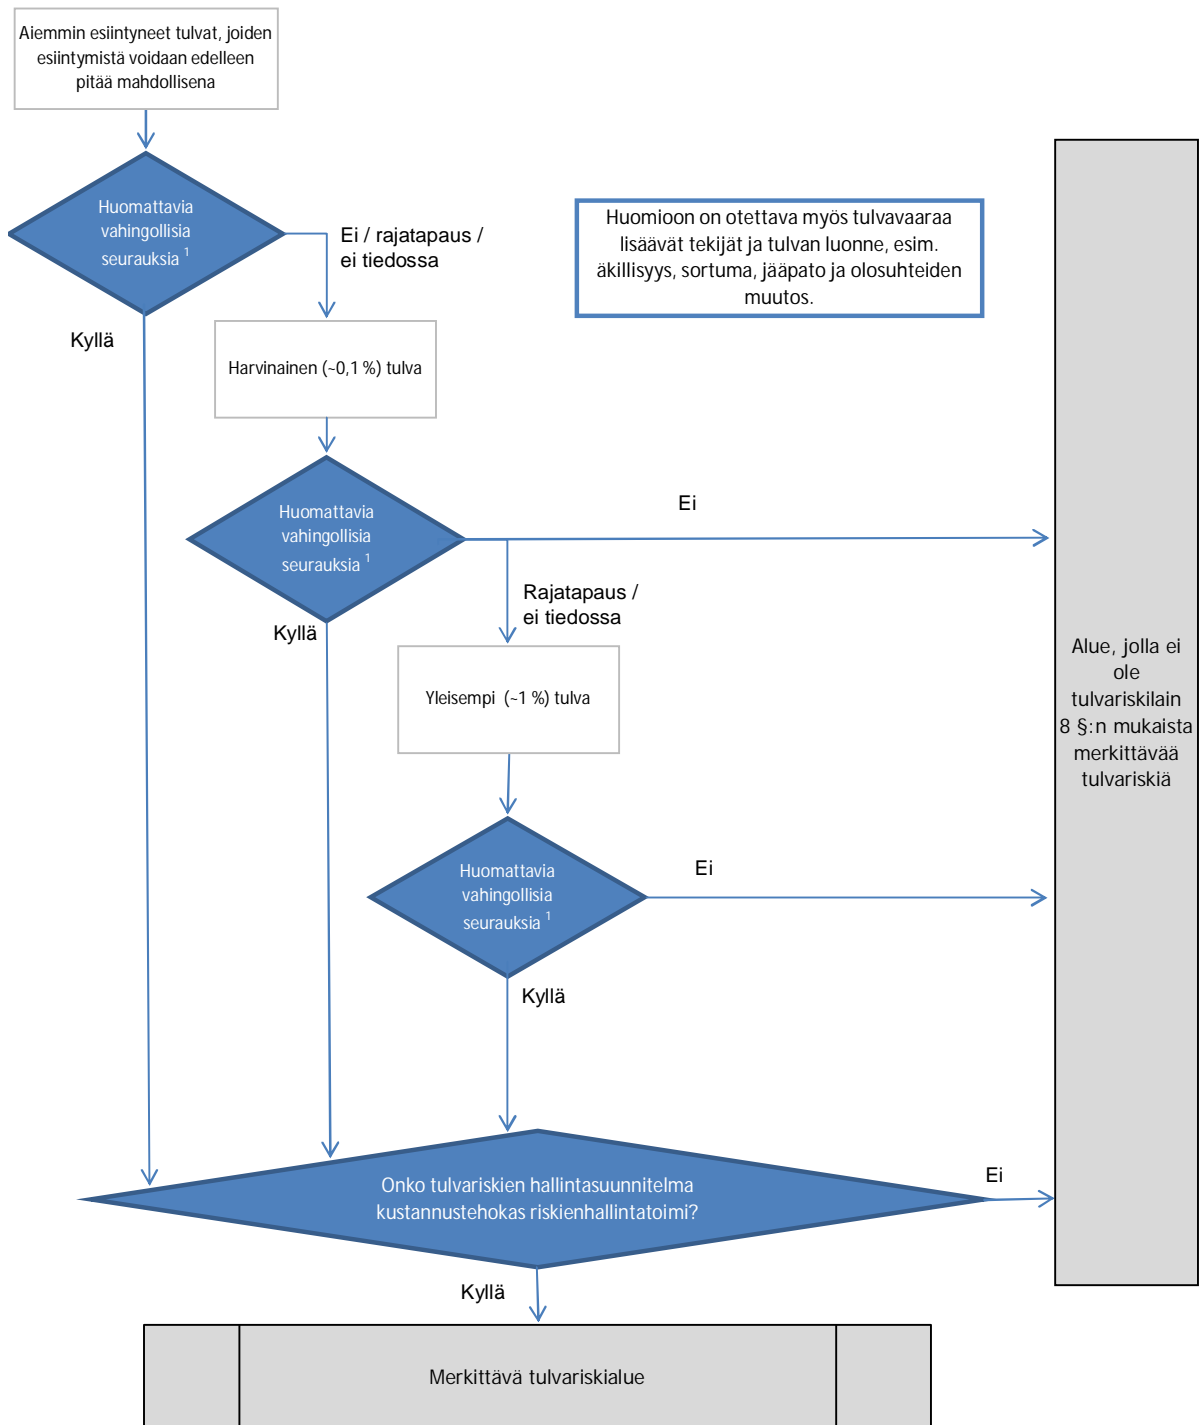 Aiemmin esiintyneet tulvat, joiden
esiintymistä voidaan edelleen
pitää mahdollisena
Huomattavia
vahingollisia
seurauksia ¹
Ei / rajatapaus /
ei tiedossa
Kyllä
Huomioon on otettava myös tulvavaaraa
lisäävät tekijät ja tulvan luonne, esim.
äkillisyys, sortuma, jääpato ja olosuhteiden
muutos.
Harvinainen (~0,1 %) tulva
Huomattavia
vahingollisia
seurauksia ¹
Ei
Rajatapaus /
ei tiedossa
Kyllä
Yleisempi (~1 %) tulva
Alue, jolla ei
ole
tulvariskilain
8 §:n mukaista
merkittävää
tulvariskiä
Huomattavia
vahingollisia
seurauksia ¹
Ei
Kyllä
Onko tulvariskien hallintasuunnitelma
kustannustehokas riskienhallintatoimi?
Ei
Kyllä
Merkittävä tulvariskialue